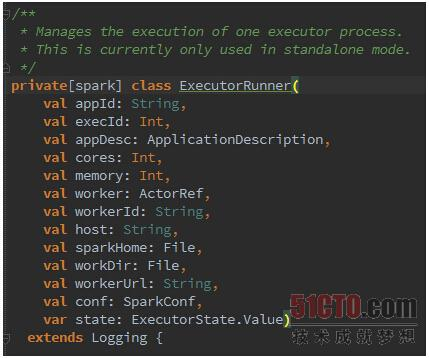 /**
 * Manages the execution of one executor process.
 * This is currently only used in standalone mode.
 */
private[spark] class ExecutorRunner(
    val appId: String,
    val execId: Int,
    val appDesc: ApplicationDescription,
    val cores: Int,
    val memory: Int,
    val worker: ActorRef,
    val workerId: String,
    val host: String,
    val sparkHome: File,
    val workDir: File,
    val workerUrl: String,
    val conf: SparkConf,
    var state: ExecutorState.Value)
  extends Logging {
51CTO.com
技术成就梦想